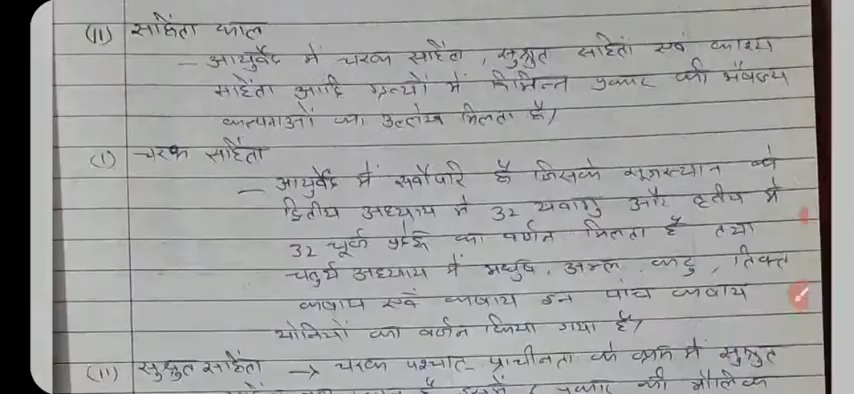 (II) संहिता काल
– आयुर्वेद में चरक संहिता, सुश्रुत संहिता एवं काश्यप
संहिता आदि ग्रन्थों में विभिन्न प्रकार की भैषज्य
कल्पनाओं का उल्लेख मिलता है।
(I) चरक संहिता
– आयुर्वेद में सर्वोपरि है जिसके सूत्रस्थान के
द्वितीय अध्याय में 32 यवागु और तृतीय में
32 चूर्ण का वर्णन मिलता है तथा
चतुर्थ अध्याय में मधुर, अम्ल, कटु, तिक्त
कषाय एवं कषाय इन पांच कषाय
योनियों का वर्णन किया गया है।
(II) सुश्रुत संहिता → चरक पश्चात प्राचीनता के क्रम में सुश्रुत